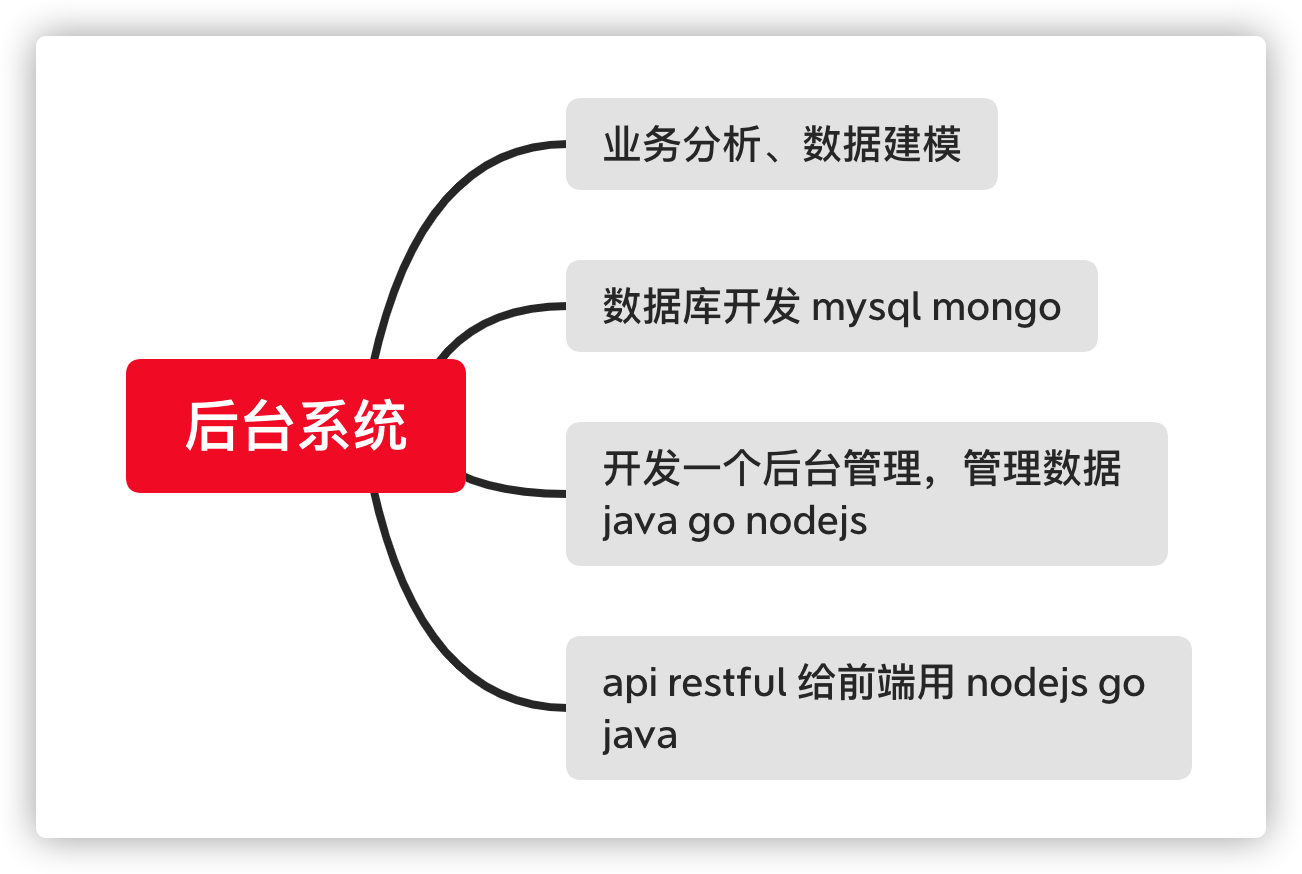 业务分析、数据建模
数据库开发 mysql mongo
后台系统
开发一个后台管理，管理数据
java go nodejs
api restful 给前端用 nodejs go
java